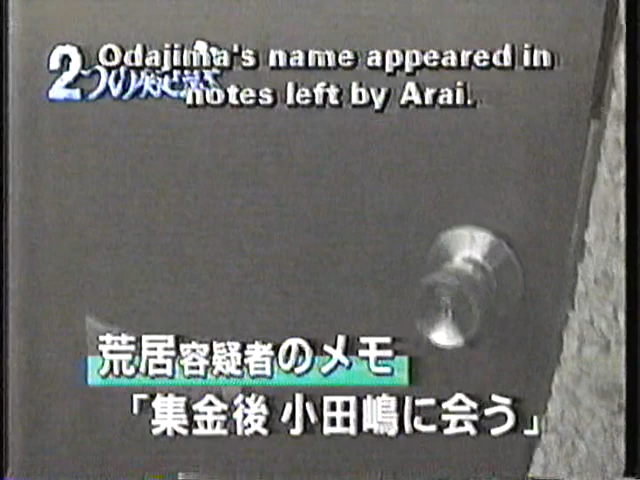 Odajima's name appeared in
notes left by Arai.
荒居容疑者のメモ
「集金後 小田嶋に会う」